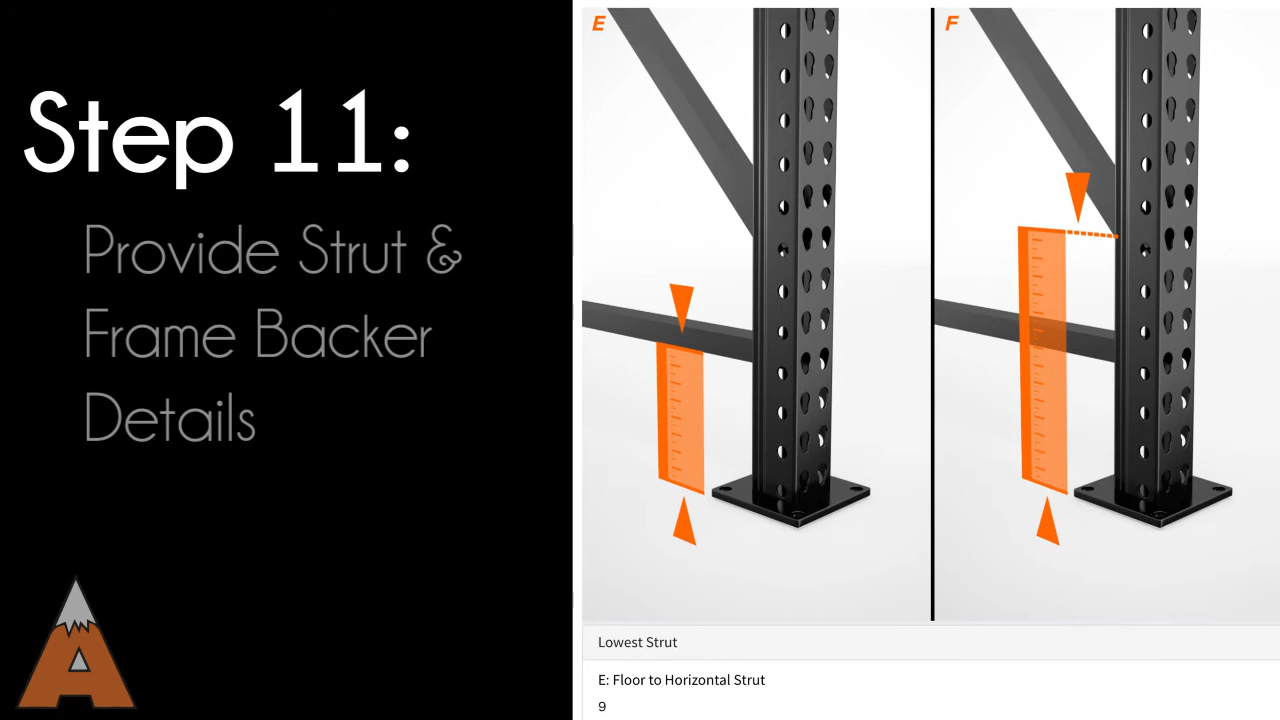 Step 11:
Provide Strut &
Frame Backer
Details
A
E
F
Lowest Strut
E: Floor to Horizontal Strut
9